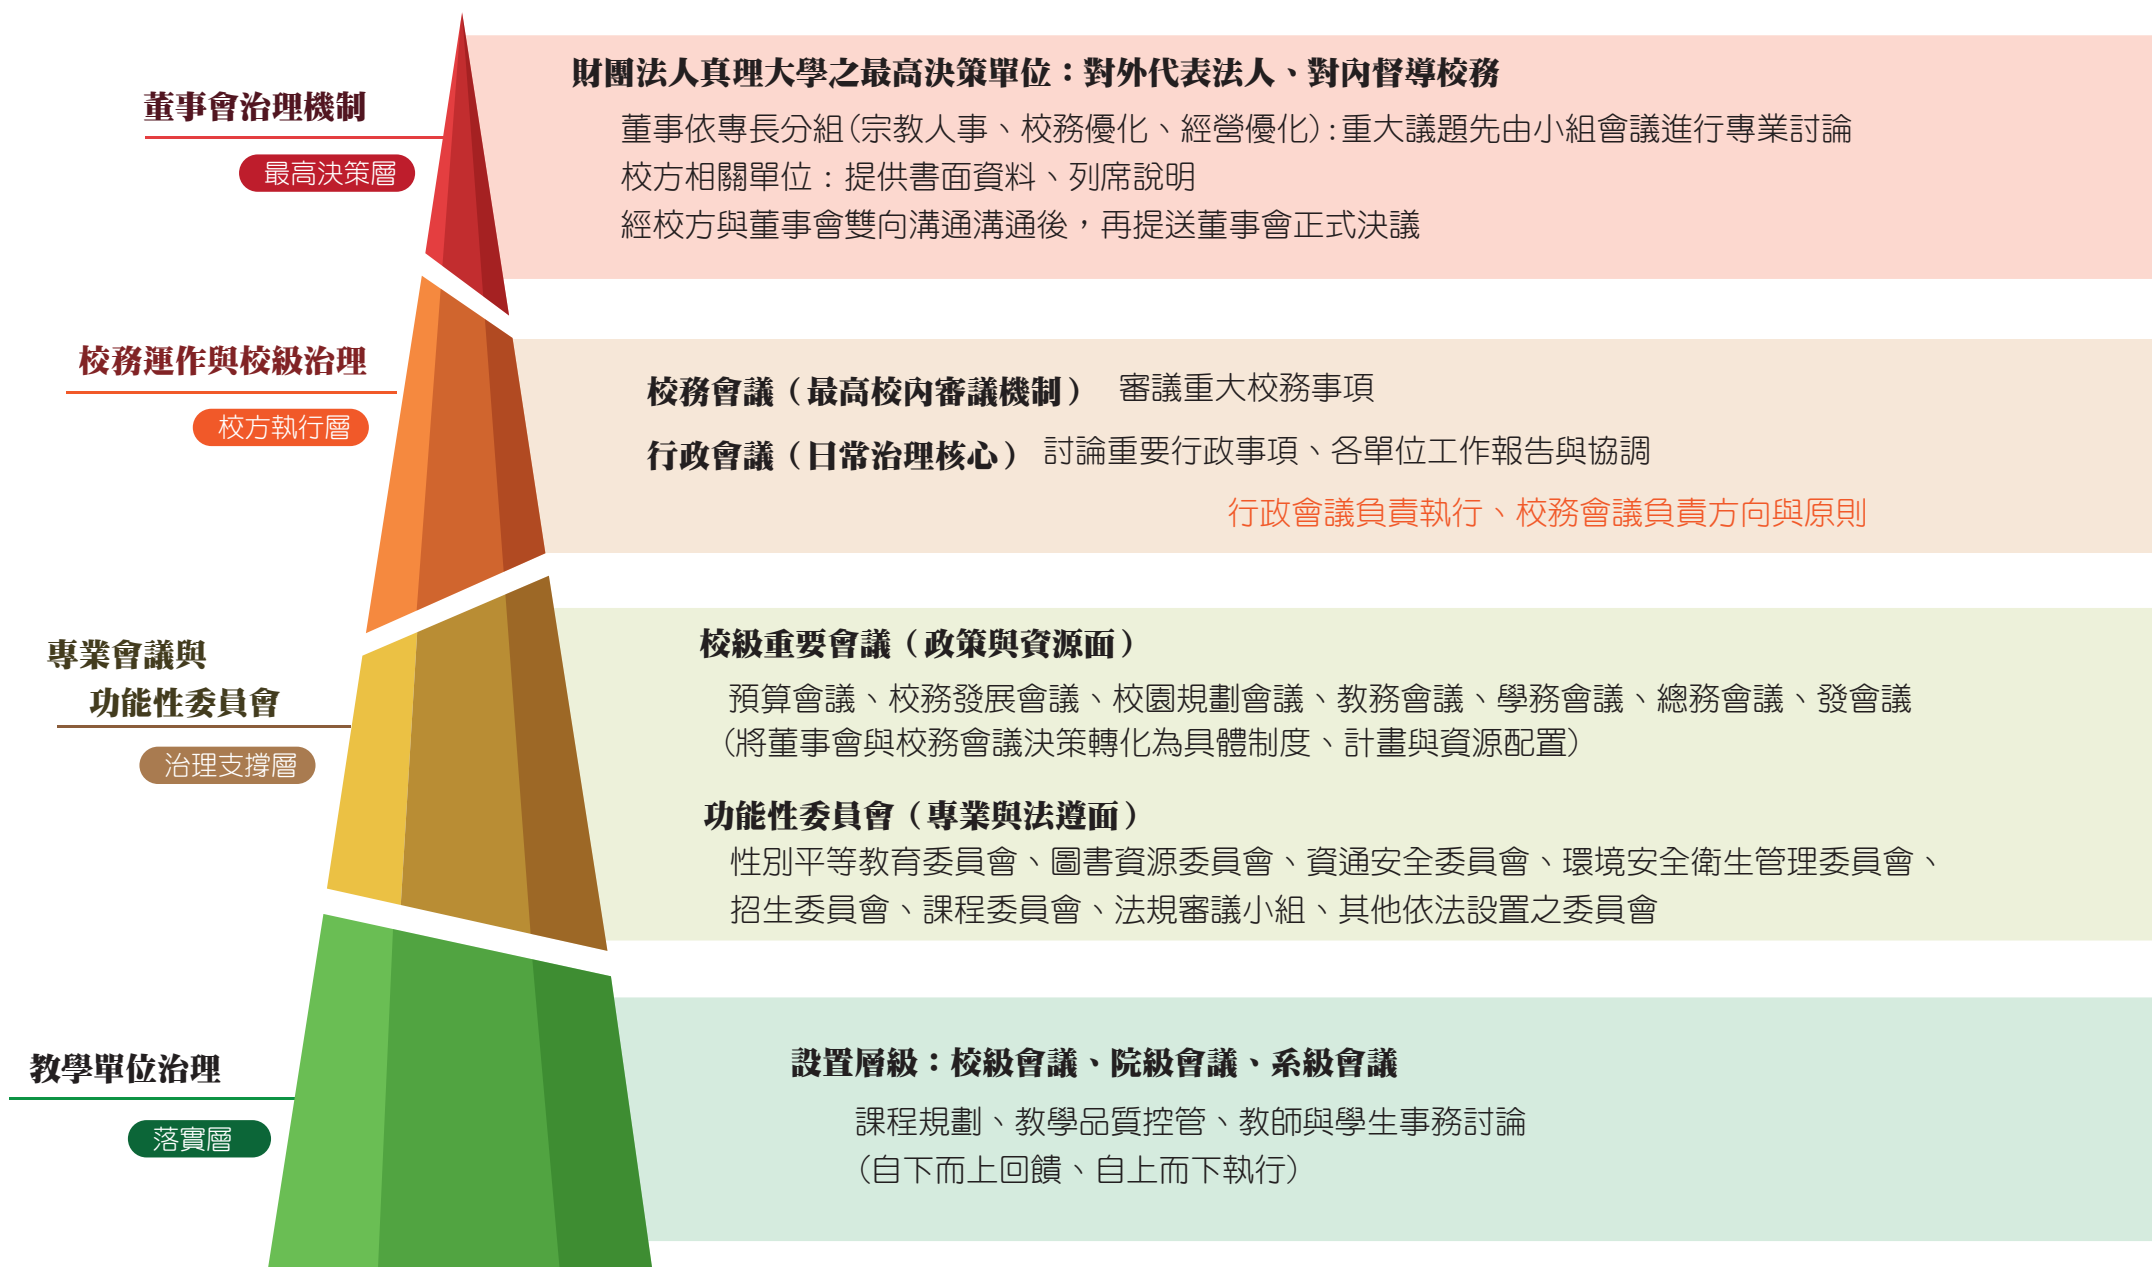 董事會治理機制
最高決策層
財團法人真理大學之最高決策單位：對外代表法人、對內督導校務
董事依專長分組(宗教人事、校務優化、經營優化):重大議題先由小組會議進行專業討論
校方相關單位：提供書面資料、列席說明
經校方與董事會雙向溝通溝通後，再提送董事會正式決議
校務運作與校級治理
校方執行層
校務會議（最高校內審議機制） 審議重大校務事項
行政會議（日常治理核心） 討論重要行政事項、各單位工作報告與協調
行政會議負責執行、校務會議負責方向與原則
專業會議與
功能性委員會
治理支撐層
校級重要會議（政策與資源面）
預算會議、校務發展會議、校園規劃會議、教務會議、學務會議、總務會議、發會議
(將董事會與校務會議決策轉化為具體制度、計畫與資源配置)
功能性委員會（專業與法遵面）
性別平等教育委員會、圖書資源委員會、資通安全委員會、環境安全衛生管理委員會、
招生委員會、課程委員會、法規審議小組、其他依法設置之委員會
教學單位治理
落實層
設置層級：校級會議、院級會議、系級會議
課程規劃、教學品質控管、教師與學生事務討論
(自下而上回饋、自上而下執行)